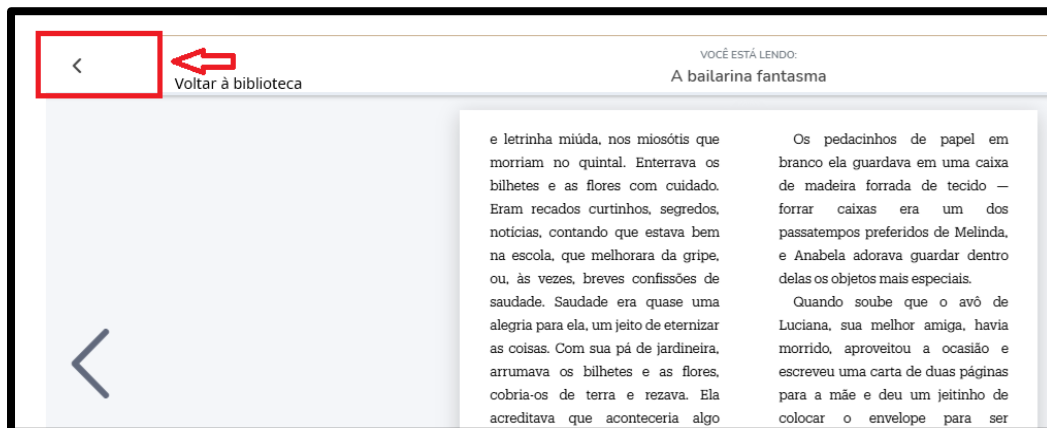 VOCÊ ESTÁ LENDO:
A bailarina fantasma
Voltar à biblioteca
e letrinha miúda, nos miosótis que
morriam no quintal. Enterrava os
bilhetes e as flores com cuidado.
Eram recados curtinhos, segredos,
notícias, contando que estava bem
na escola, que melhorara da gripe,
ou, às vezes, breves confissões de
saudade. Saudade era quase uma
alegria para ela, um jeito de eternizar
as coisas. Com sua pá de jardineira,
arrumava os bilhetes e as flores,
cobria-os de terra e rezava. Ela
acreditava que aconteceria algo
Os pedacinhos de papel em
branco ela guardava em uma caixa
de madeira forrada de tecido —
forrar caixas era um dos
passatempos preferidos de Melinda,
e Anabela adorava guardar dentro
delas os objetos mais especiais.
Quando soube que o avô de
Luciana, sua melhor amiga, havia
morrido, aproveitou a ocasião e
escreveu uma carta de duas páginas
para a mãe e deu um jeitinho de
colocar o envelope para ser